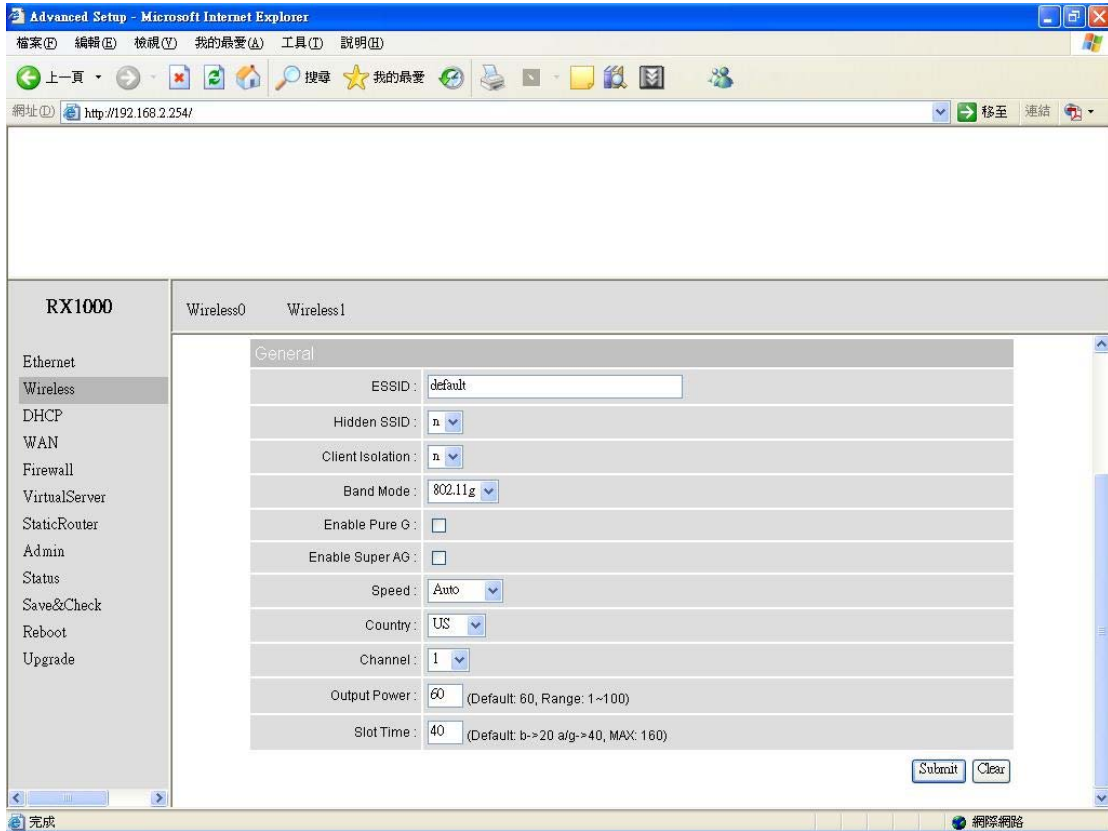 Advanced Setup - Microsoft Internet Explorer
檔案(F) 編輯(E) 檢視(V) 我的最愛(A) 工具(T) 說明(H)
上一頁 搜尋 我的最愛
網址(D) http://192.168.2.254/ 移至 連結
RX1000
Wireless0 Wireless1
Ethernet
Wireless
DHCP
WAN
Firewall
VirtualServer
StaticRouter
Admin
Status
Save&Check
Reboot
Upgrade
General
ESSID : default
Hidden SSID : n
Client Isolation : n
Band Mode : 802.11g
Enable Pure G :
Enable Super AG :
Speed : Auto
Country : US
Channel : 1
Output Power : 60 (Default: 60, Range: 1~100)
Slot Time : 40 (Default: b->20 a/g->40, MAX: 160)
Submit Clear
完成 網際網路